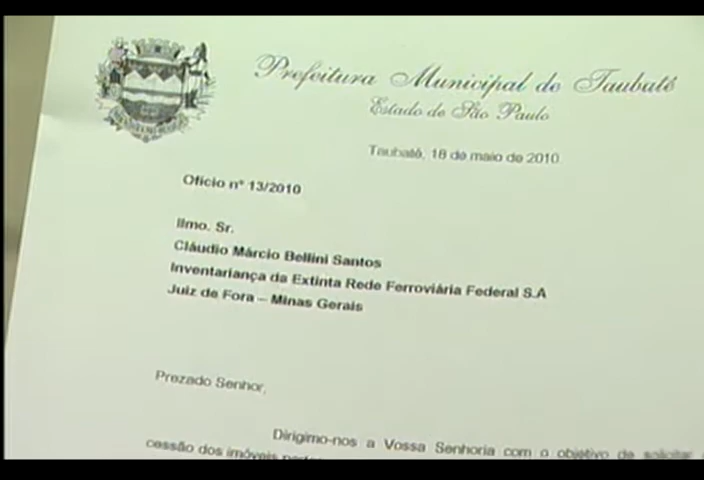 Prefeitura Municipal de Taubaté
Estado de São Paulo
Taubaté, 18 de maio de 2010
Ofício nº 13/2010
Ilmo. Sr.
Cláudio Márcio Bellini Santos
Inventariança da Extinta Rede Ferroviária Federal S.A
Juiz de Fora – Minas Gerais
Prezado Senhor,
Dirigimo-nos a Vossa Senhoria com o objetivo de solicitar
cessão dos imóveis